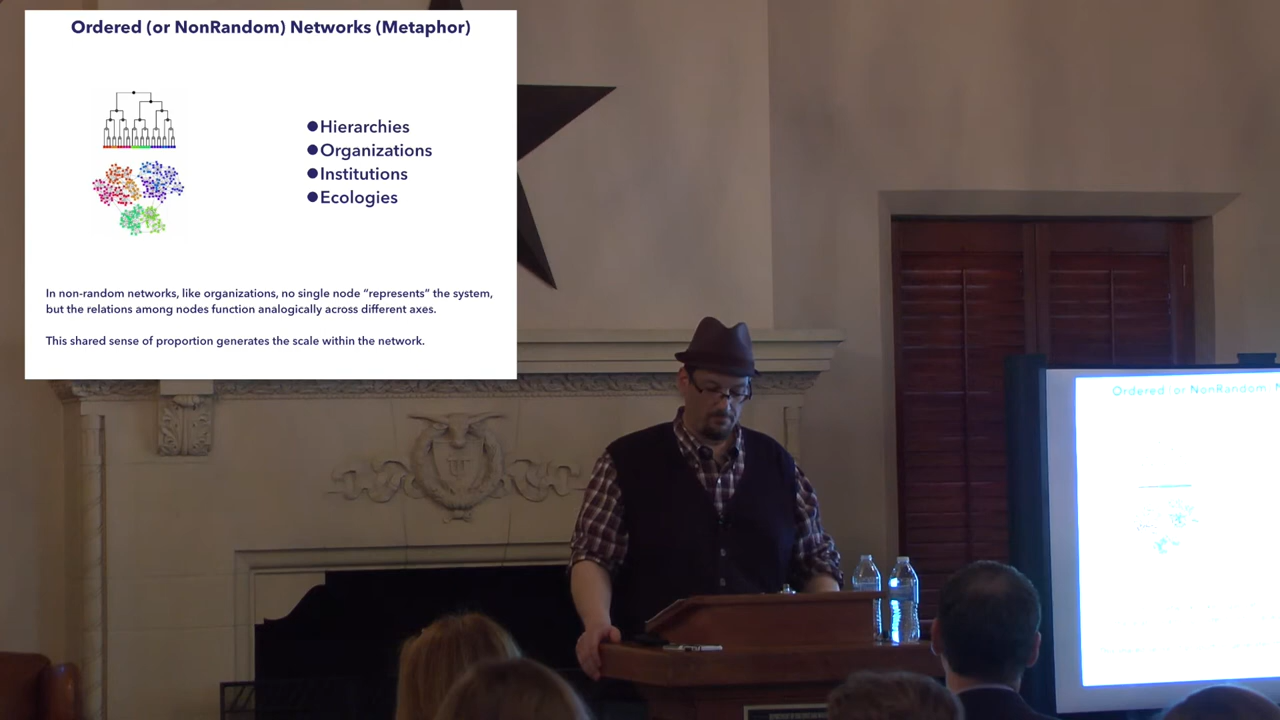 Ordered (or NonRandom) Networks (Metaphor)
●Hierarchies
●Organizations
●Institutions
●Ecologies
In non-random networks, like organizations, no single node “represents” the system,
but the relations among nodes function analogically across different axes.
This shared sense of proportion generates the scale within the network.
Ordered (or NonRandom)